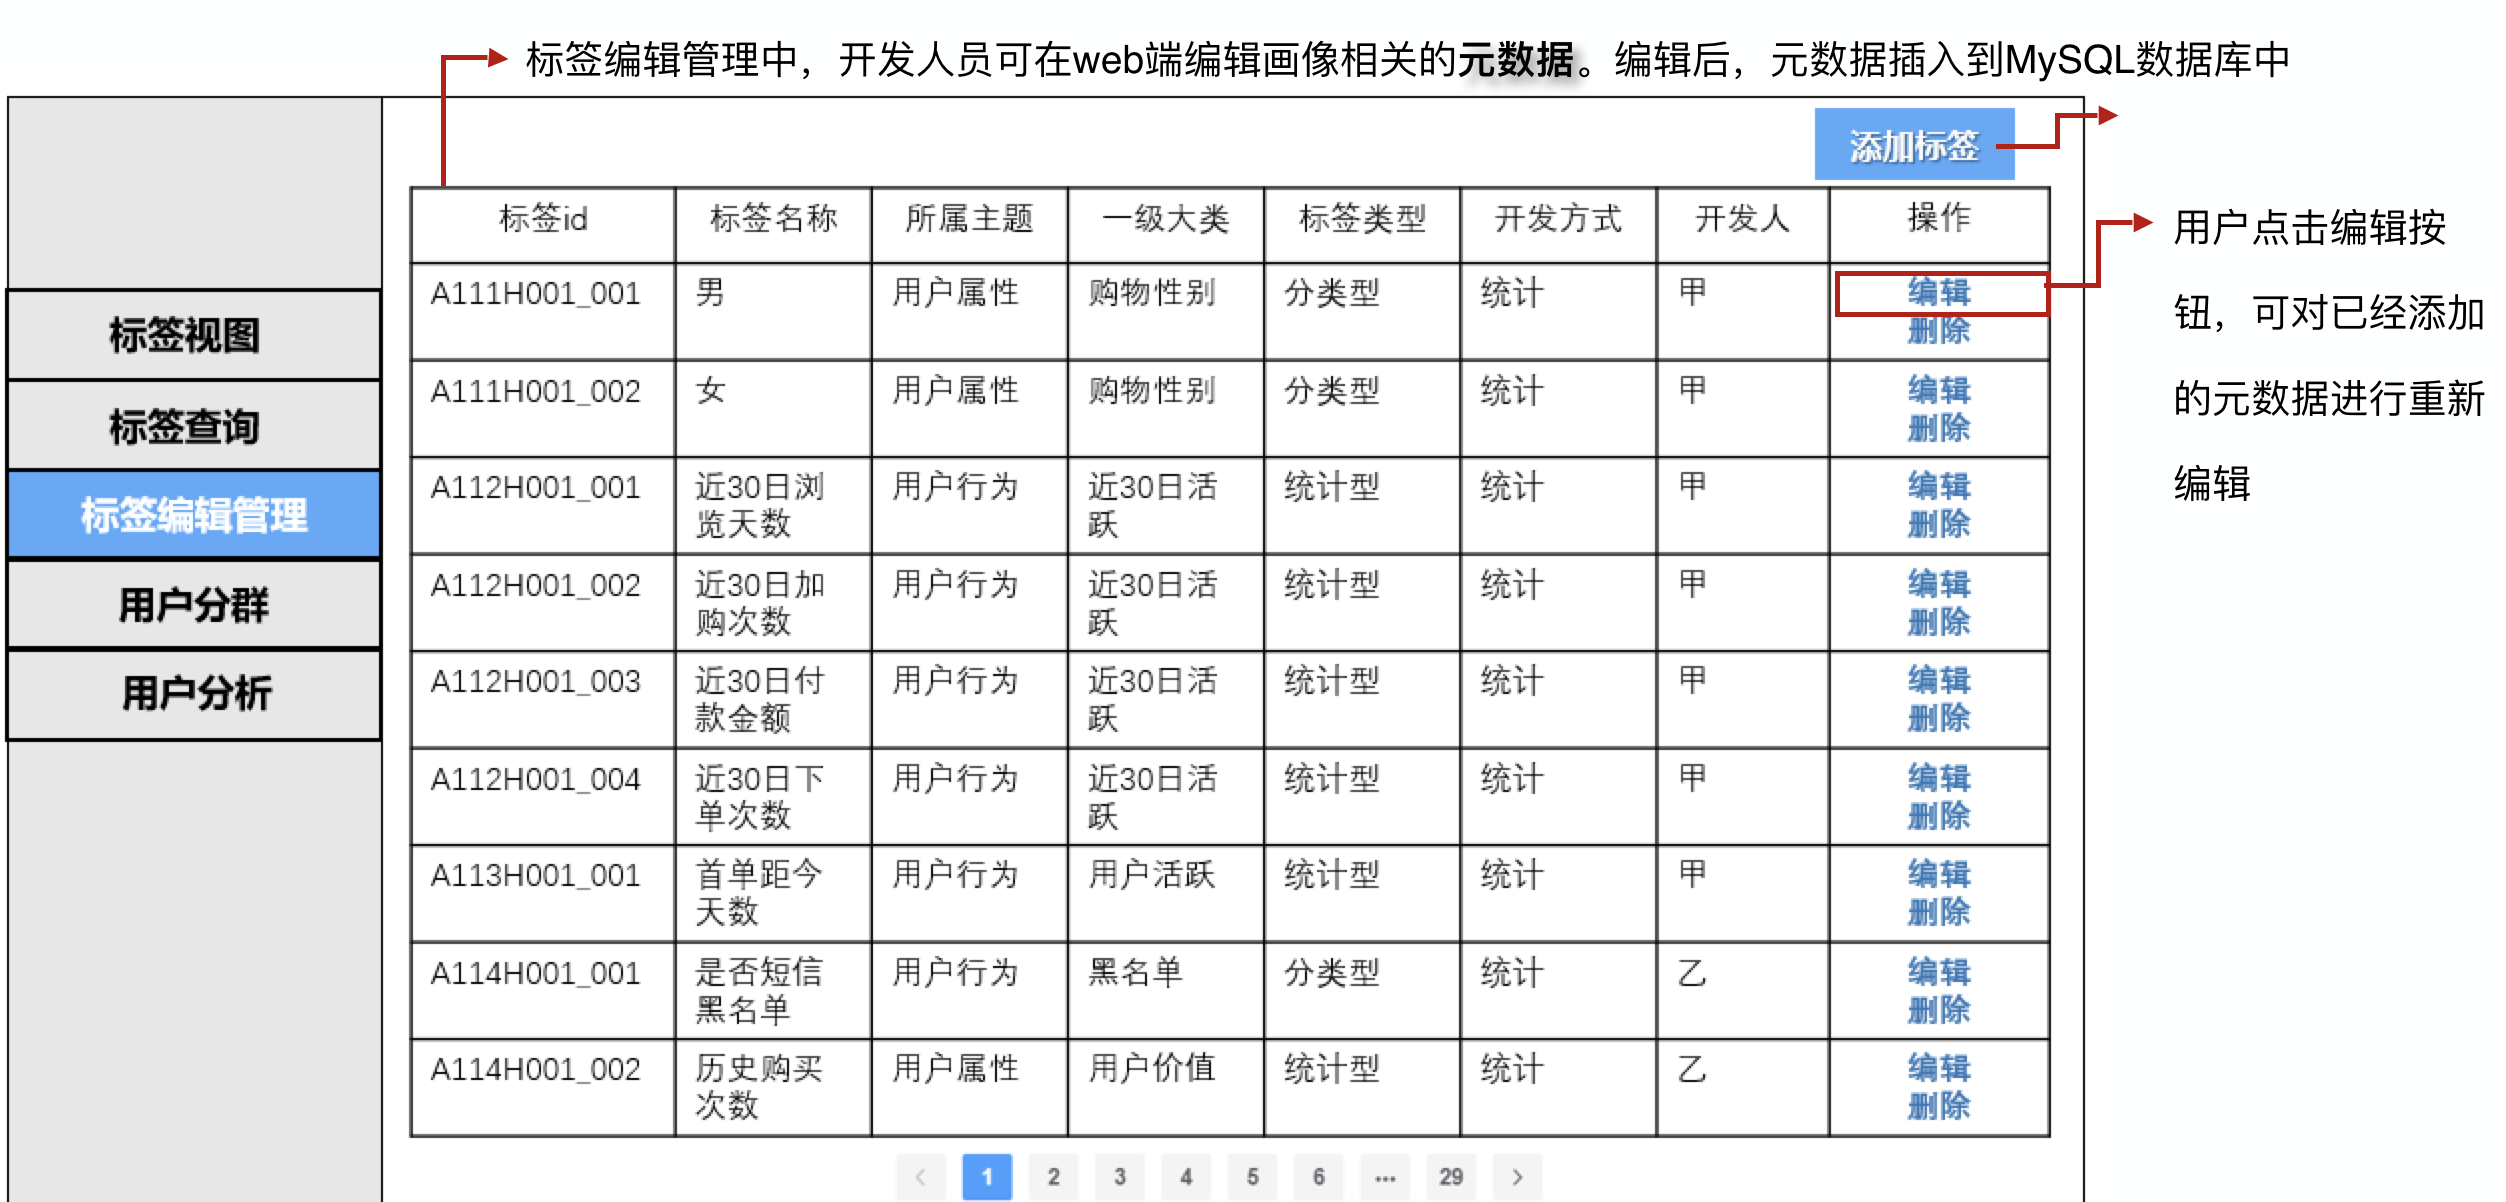 标签编辑管理中，开发人员可在web端编辑画像相关的元数据。编辑后，元数据插入到MySQL数据库中
添加标签
标签视图
标签查询
标签编辑管理
用户分群
用户分析
标签id 标签名称 所属主题 一级大类 标签类型 开发方式 开发人 操作
A111H001_001 男 用户属性 购物性别 分类型 统计 甲 编辑
删除
A111H001_002 女 用户属性 购物性别 分类型 统计 甲 编辑
删除
A112H001_001 近30日浏 用户行为 近30日活 统计型 统计 甲 编辑
览天数 跃 删除
A112H001_002 近30日加 用户行为 近30日活 统计型 统计 甲 编辑
购次数 跃 删除
A112H001_003 近30日付 用户行为 近30日活 统计型 统计 甲 编辑
款金额 跃 删除
A112H001_004 近30日下 用户行为 近30日活 统计型 统计 甲 编辑
单次数 跃 删除
A113H001_001 首单距今 用户行为 用户活跃 统计型 统计 甲 编辑
天数 删除
A114H001_001 是否短信 用户行为 黑名单 分类型 统计 乙 编辑
黑名单 删除
A114H001_002 历史购买 用户属性 用户价值 统计型 统计 乙 编辑
次数 删除
< 1 2 3 4 5 6 ··· 29 >
用户点击编辑按
钮，可对已经添加
的元数据进行重新
编辑